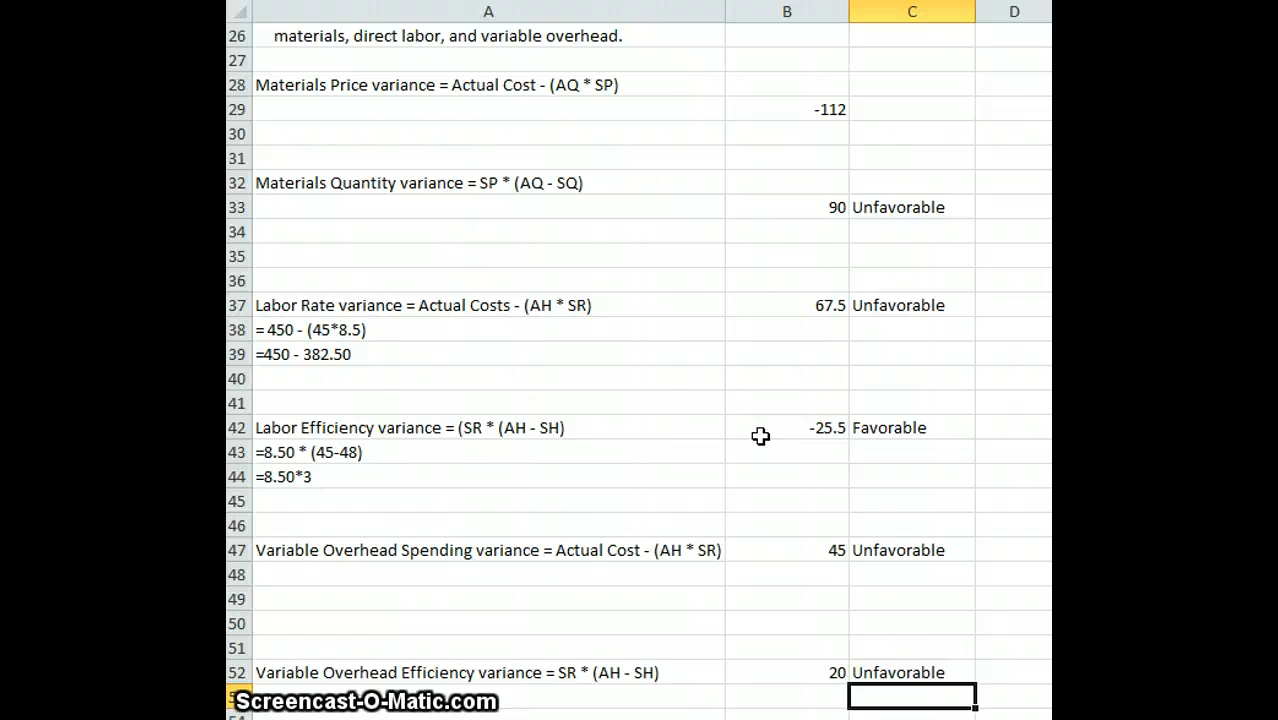 A B C D
26 materials, direct labor, and variable overhead.
27
28 Materials Price variance = Actual Cost - (AQ * SP)
29 -112
30
31
32 Materials Quantity variance = SP * (AQ - SQ)
33 90 Unfavorable
34
35
36
37 Labor Rate variance = Actual Costs - (AH * SR) 67.5 Unfavorable
38 = 450 - (45*8.5)
39 =450 - 382.50
40
41
42 Labor Efficiency variance = (SR * (AH - SH) -25.5 Favorable
43 =8.50 * (45-48)
44 =8.50*3
45
46
47 Variable Overhead Spending variance = Actual Cost - (AH * SR) 45 Unfavorable
48
49
50
51
52 Variable Overhead Efficiency variance = SR * (AH - SH) 20 Unfavorable
Screencast-O-Matic.com